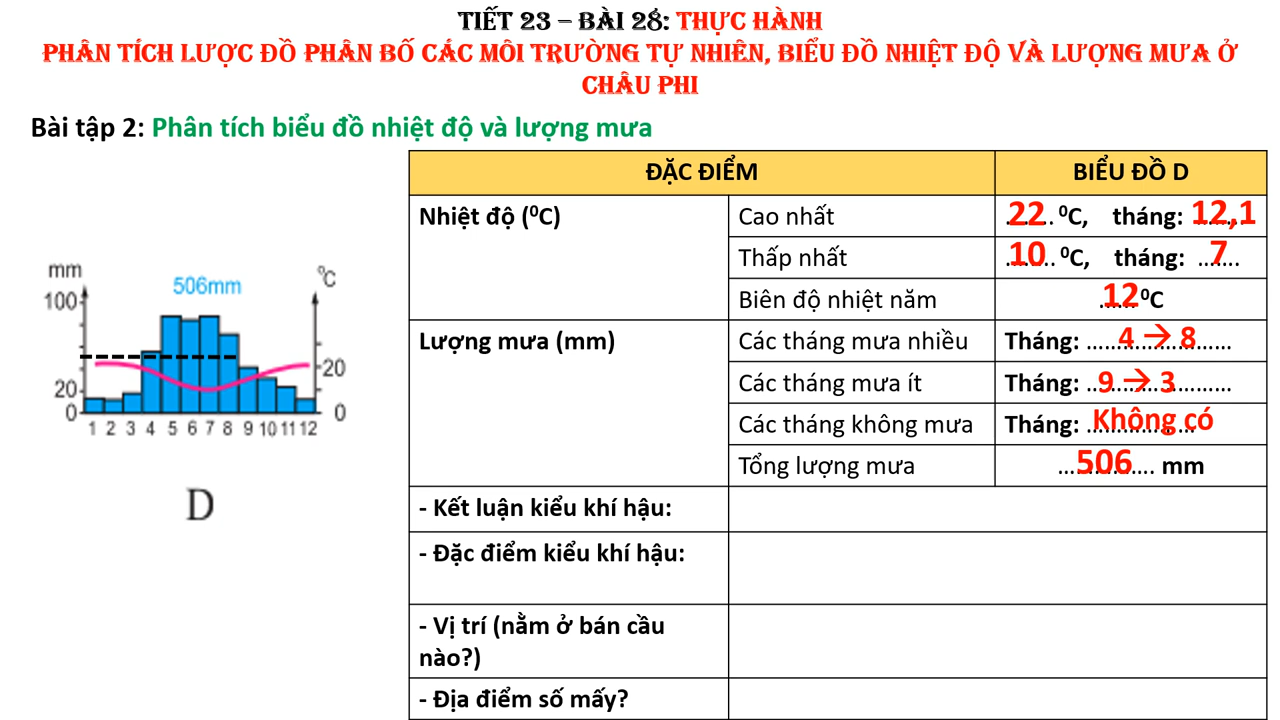 TIẾT 23 – BÀI 28: THỰC HÀNH
PHÂN TÍCH LƯỢC ĐỒ PHÂN BỐ CÁC MÔI TRƯỜNG TỰ NHIÊN, BIỂU ĐỒ NHIỆT ĐỘ VÀ LƯỢNG MƯA Ở
CHÂU PHI
Bài tập 2: Phân tích biểu đồ nhiệt độ và lượng mưa
ĐẶC ĐIỂM BIỂU ĐỒ D
Nhiệt độ (⁰C) Cao nhất 22 ⁰C, tháng: 12,1
Thấp nhất 10 ⁰C, tháng: 7
Biên độ nhiệt năm 12 ⁰C
Lượng mưa (mm) Các tháng mưa nhiều Tháng: 4 → 8
Các tháng mưa ít Tháng: 9 → 3
Các tháng không mưa Tháng: Không có
Tổng lượng mưa 506 mm
- Kết luận kiểu khí hậu:
- Đặc điểm kiểu khí hậu:
- Vị trí (nằm ở bán cầu
nào?)
- Địa điểm số mấy?
mm °C
506mm
100
20 20
0 0
1 2 3 4 5 6 7 8 9 10 11 12
D